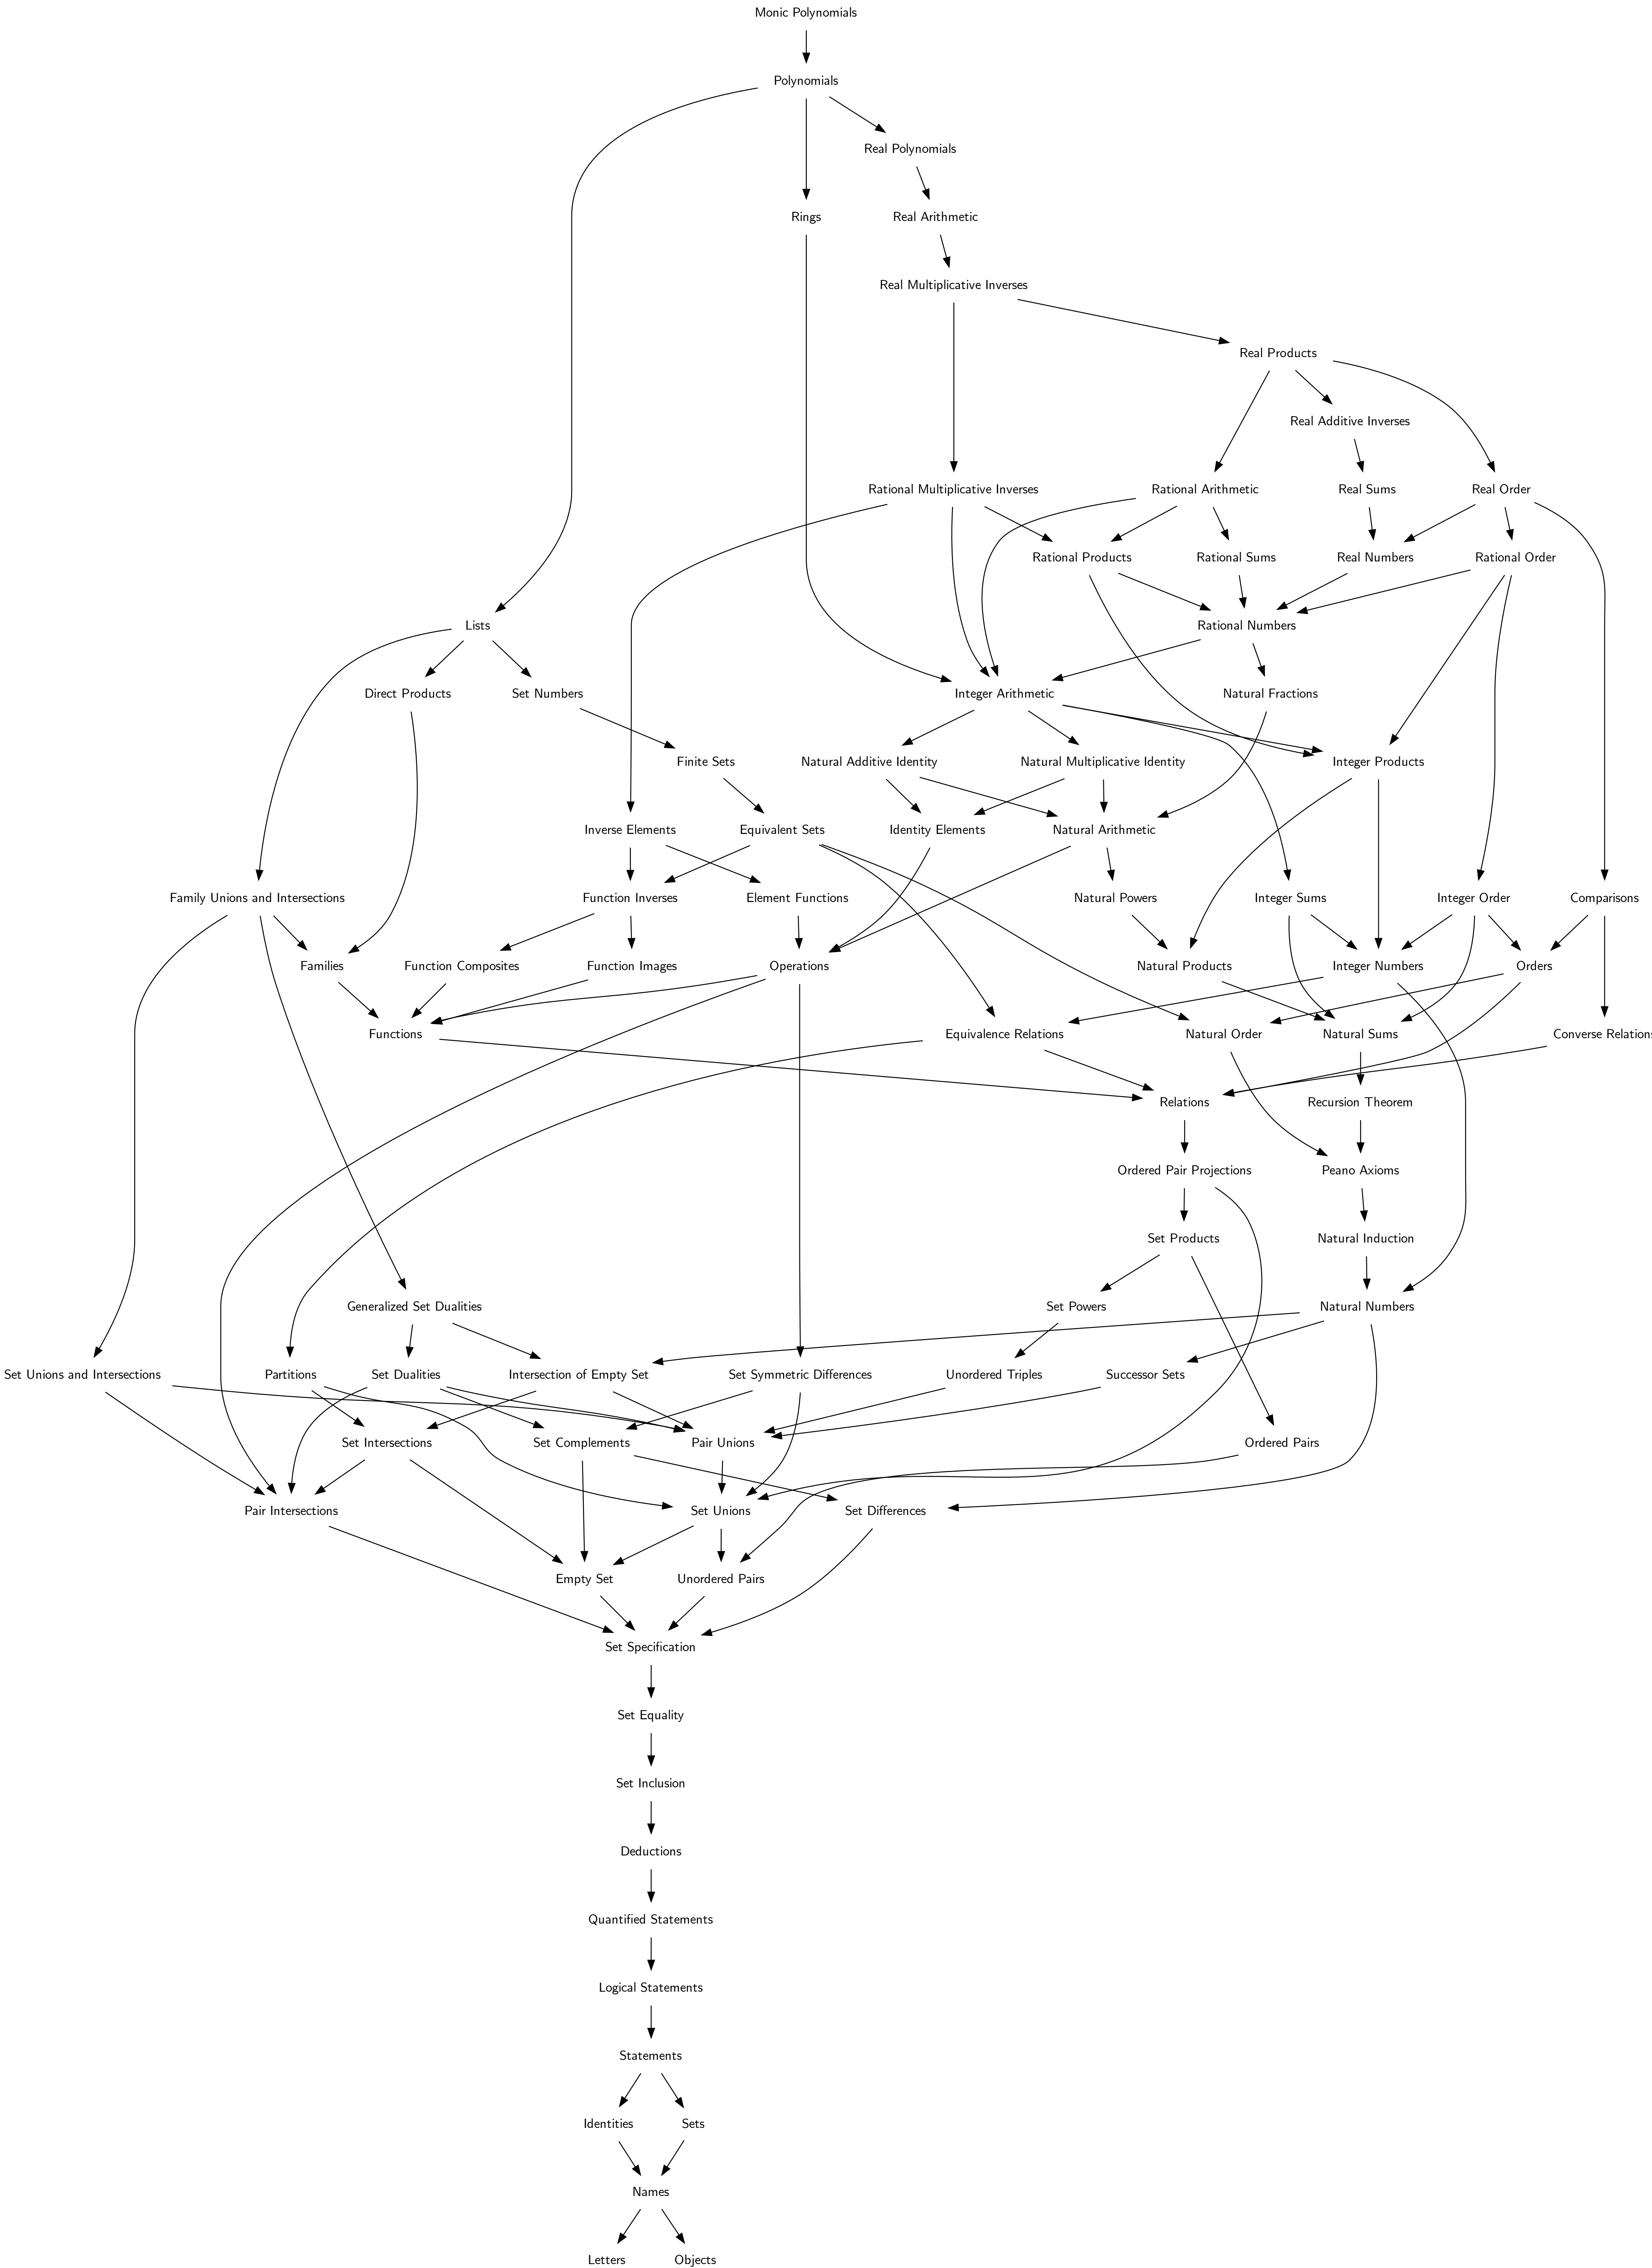 Monic Polynomials
Polynomials
Real Polynomials
Rings
Real Arithmetic
Real Multiplicative Inverses
Real Products
Real Additive Inverses
Rational Multiplicative Inverses
Rational Arithmetic
Real Sums
Real Order
Rational Products
Rational Sums
Real Numbers
Rational Order
Lists
Rational Numbers
Direct Products
Set Numbers
Integer Arithmetic
Natural Fractions
Finite Sets
Natural Additive Identity
Natural Multiplicative Identity
Integer Products
Inverse Elements
Equivalent Sets
Identity Elements
Natural Arithmetic
Family Unions and Intersections
Function Inverses
Element Functions
Natural Powers
Integer Sums
Integer Order
Comparisons
Families
Function Composites
Function Images
Operations
Natural Products
Integer Numbers
Orders
Functions
Equivalence Relations
Natural Order
Natural Sums
Converse Relations
Relations
Recursion Theorem
Ordered Pair Projections
Peano Axioms
Set Products
Natural Induction
Generalized Set Dualities
Set Powers
Natural Numbers
Set Unions and Intersections
Partitions
Set Dualities
Intersection of Empty Set
Set Symmetric Differences
Unordered Triples
Successor Sets
Set Intersections
Set Complements
Pair Unions
Ordered Pairs
Pair Intersections
Set Unions
Set Differences
Empty Set
Unordered Pairs
Set Specification
Set Equality
Set Inclusion
Deductions
Quantified Statements
Logical Statements
Statements
Identities
Sets
Names
Letters
Objects